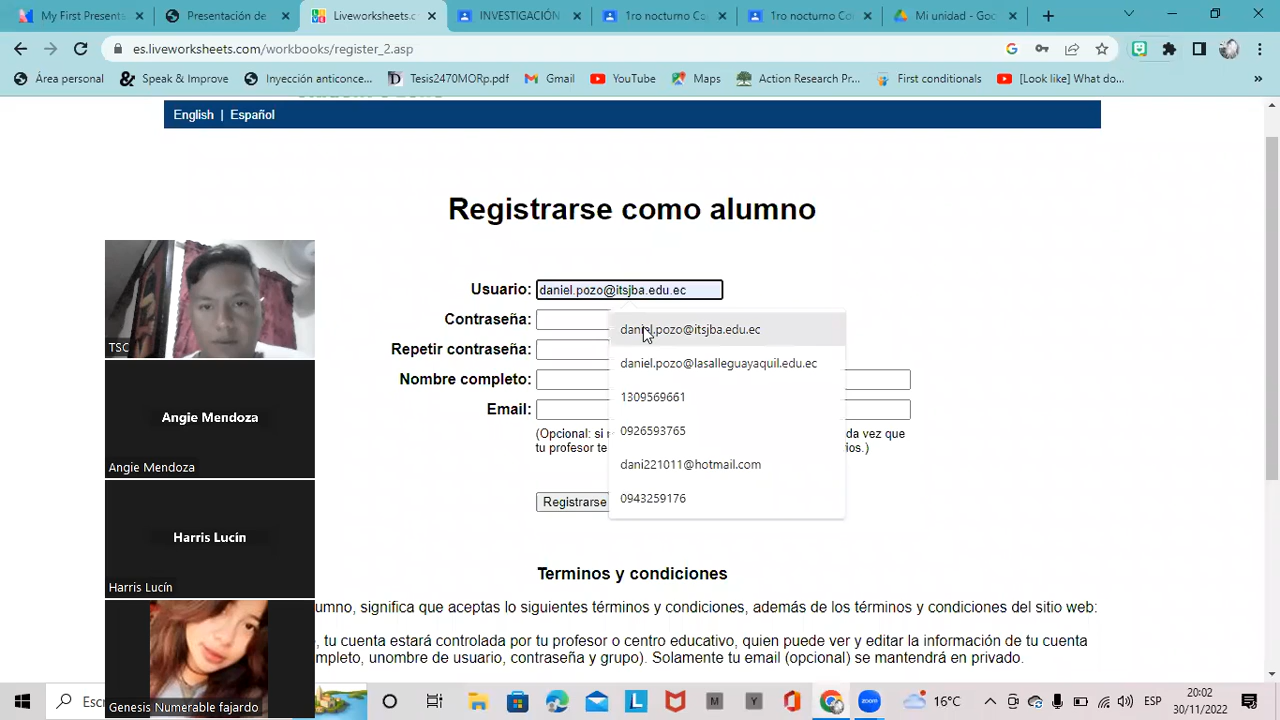 My First Presenta
Presentación de
Liveworksheets.c
INVESTIGACIÓN
1ro nocturno Co
1ro nocturno Co
Mi unidad - Goo
es.liveworksheets.com/workbooks/register_2.asp
Área personal
Speak & Improve
Inyección anticonce...
Tesis2470MORp.pdf
Gmail
YouTube
Maps
Action Research Pr...
First conditionals
[Look like] What do...
English | Español
Registrarse como alumno
Usuario: daniel.pozo@itsjba.edu.ec
Contraseña:
daniel.pozo@itsjba.edu.ec
Repetir contraseña:
daniel.pozo@lasalleguayaquil.edu.ec
Nombre completo:
1309569661
Email:
0926593765
(Opcional: si
da vez que
tu profesor te
ios.)
dani221011@hotmail.com
0943259176
Registrarse
Terminos y condiciones
umno, significa que aceptas lo siguientes términos y condiciones, además de los términos y condiciones del sitio web:
, tu cuenta estará controlada por tu profesor o centro educativo, quien puede ver y editar la información de tu cuenta
mpleto, unombre de usuario, contraseña y grupo). Solamente tu email (opcional) se mantendrá en privado.
TSC
Angie Mendoza
Angie Mendoza
Harris Lucín
Harris Lucín
Genesis Numerable fajardo
Escr
L
M
Y
zoom
16°C
ESP
20:02
30/11/2022